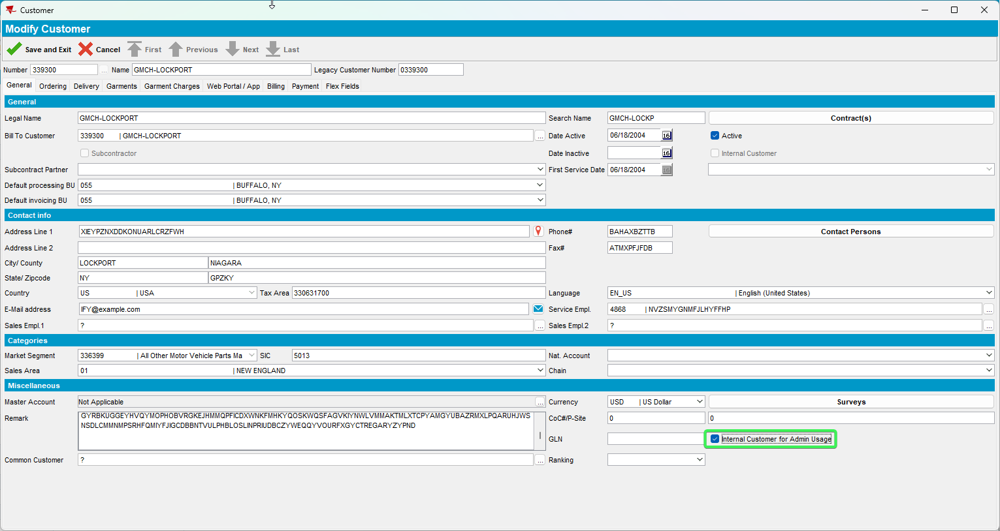 Customer
Modify Customer
Save and Exit Cancel First Previous Next Last
Number 339300 ... Name GMCH-LOCKPORT Legacy Customer Number 0339300
General Ordering Delivery Garments Garment Charges Web Portal / App Billing Payment Flex Fields
General
Legal Name GMCH-LOCKPORT Search Name GMCH-LOCKP Contract(s)
Bill To Customer 339300 | GMCH-LOCKPORT ... Date Active 06/18/2004 16 Active
Subcontractor Date Inactive 16 Internal Customer
Subcontract Partner First Service Date 06/18/2004 16
Default processing BU 055 | BUFFALO, NY
Default invoicing BU 055 | BUFFALO, NY
Contact info
Address Line 1 XIEYPZNXDDKONUARLCRZFWH Phone# BAHAXBZTTB Contact Persons
Address Line 2 Fax# ATMXPFJFDB
City/ County LOCKPORT NIAGARA
State/ Zipcode NY GPZKY
Country US | USA Tax Area 330631700 Language EN_US | English (United States)
E-Mail address IFY@example.com Service Empl. 4868 | NVZSMYGNMFJLHYFFHP ...
Sales Empl.1 ? ... Sales Empl.2 ? ...
Categories
Market Segment 336399 | All Other Motor Vehicle Parts Ma SIC 5013 Nat. Account
Sales Area 01 | NEW ENGLAND Chain
Miscellaneous
Master Account Not Applicable ... Currency USD | US Dollar Surveys
Remark GYRBKUGGEYHVQYMOPHOBVRGKEJHMMQPFICDXWNKFMHKYQOSKWQSFAGVKIYNWLVMMAKTMLXTCPYAMGYUBAZRMXLPQARUHJWS CoC#/P-Site 0 0
NSDLCMMNMPSRHFQMIYFJIGCDBBNTVULPHBLOSLINPRIUDBCZYWEQQYVOURFXGYCTREGARYZYPND
GLN Internal Customer for Admin Usage
Common Customer ? ... Ranking